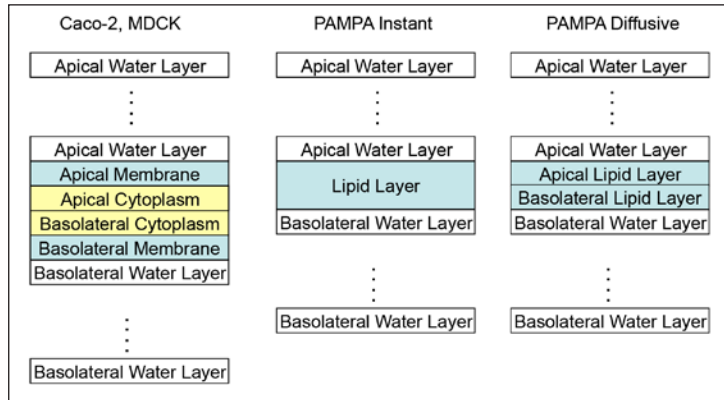 Caco-2, MDCK
Apical Water Layer
Apical Water Layer
Apical Membrane
Apical Cytoplasm
Basolateral Cytoplasm
Basolateral Membrane
Basolateral Water Layer
Basolateral Water Layer
PAMPA Instant
Apical Water Layer
Apical Water Layer
Lipid Layer
Basolateral Water Layer
Basolateral Water Layer
PAMPA Diffusive
Apical Water Layer
Apical Water Layer
Apical Lipid Layer
Basolateral Lipid Layer
Basolateral Water Layer
Basolateral Water Layer